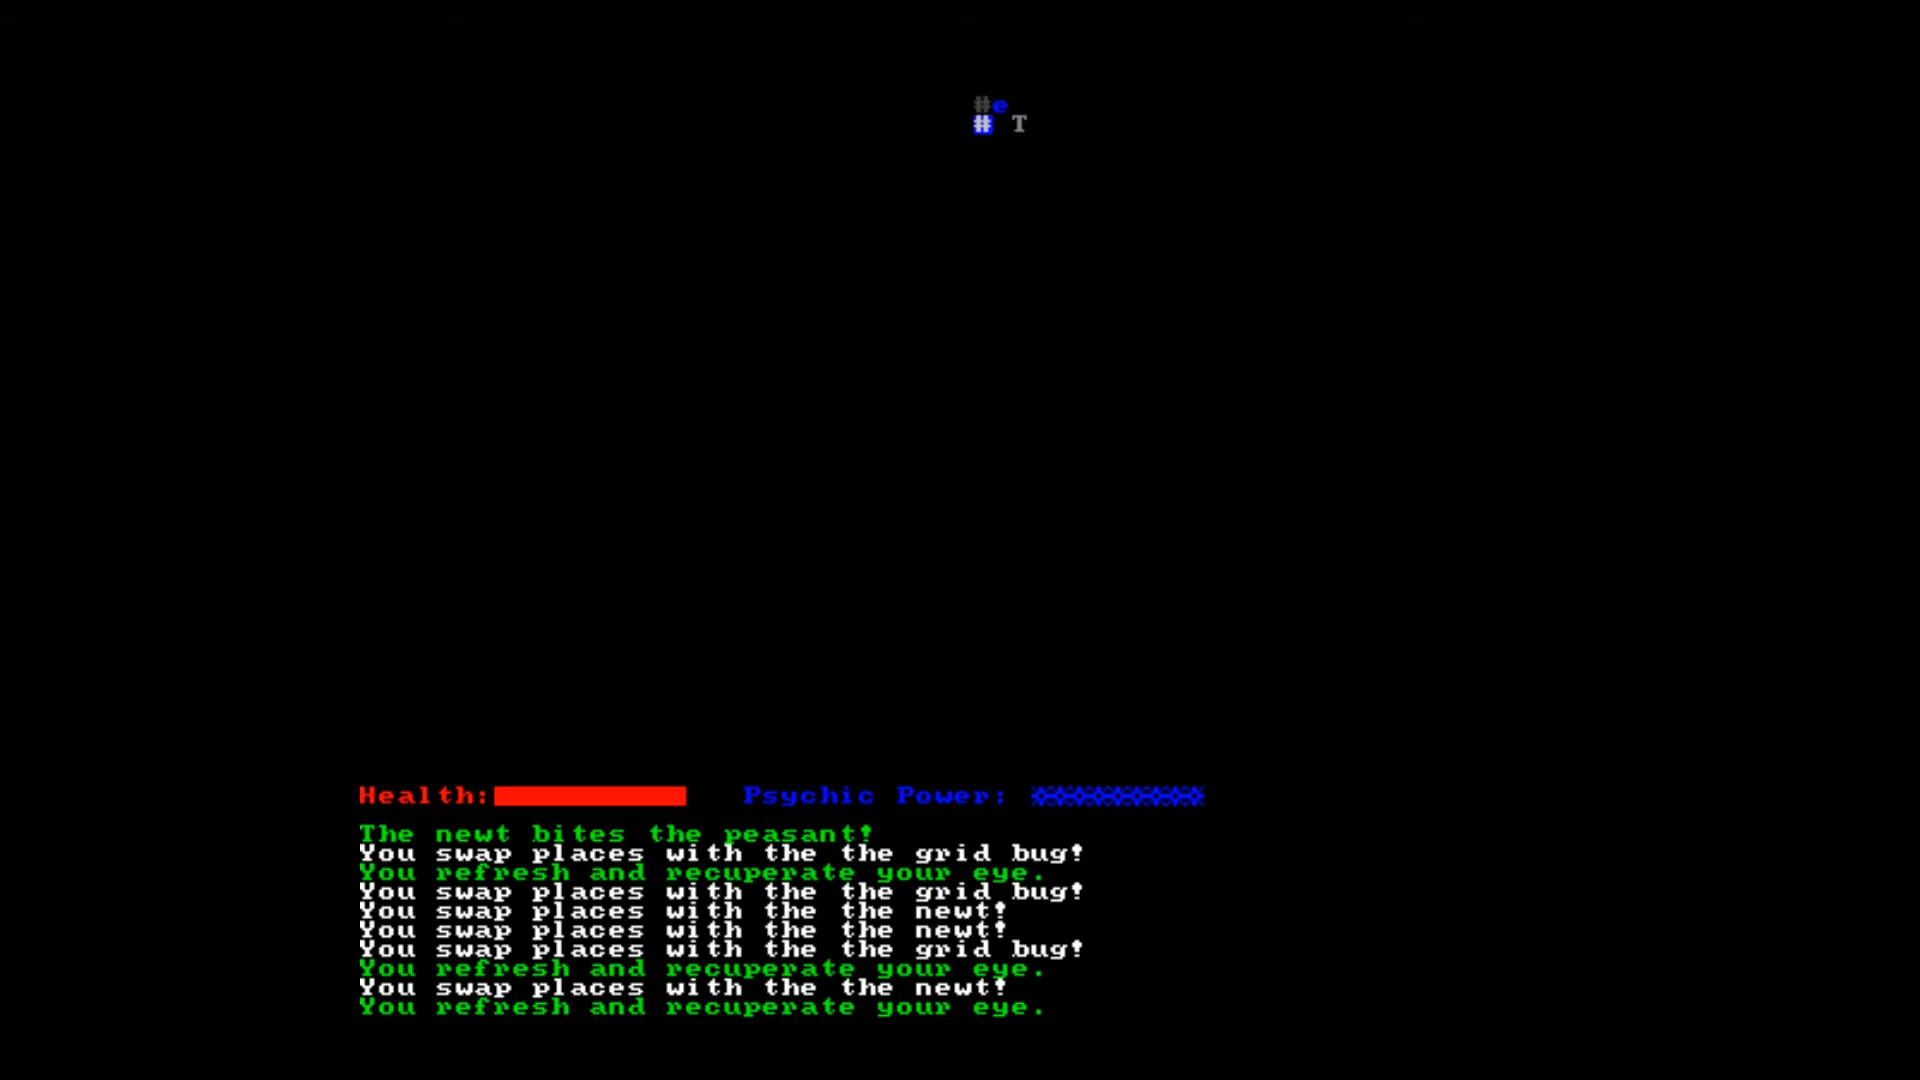 #e
# T
Health: Psychic Power:
The newt bites the peasant!
You swap places with the the grid bug!
You refresh and recuperate your eye.
You swap places with the the grid bug!
You swap places with the the newt!
You swap places with the the newt!
You swap places with the the grid bug!
You refresh and recuperate your eye.
You swap places with the the newt!
You refresh and recuperate your eye.